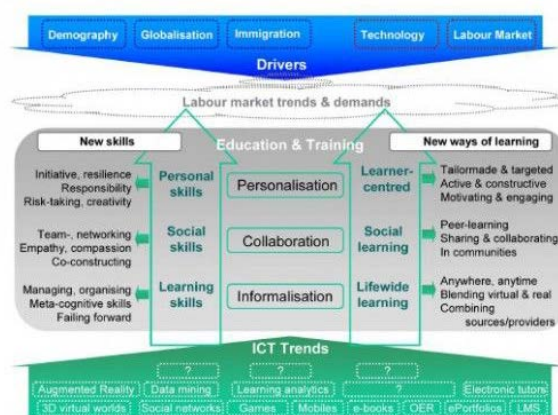 Demography
Globalisation
Immigration
Technology
Labour Market
Drivers
Labour market trends & demands
New skills
Education & Training
New ways of learning
Initiative, resilience
Responsibility
Risk-taking, creativity
Personal
skills
Personalisation
Learner-
centred
Tailormade & targeted
Active & constructive
Motivating & engaging
Team-, networking
Empathy, compassion
Co-constructing
Social
skills
Collaboration
Social
learning
Peer-learning
Sharing & collaborating
In communities
Managing, organising
Meta-cognitive skills
Failing forward
Learning
skills
Informalisation
Lifewide
learning
Anywhere, anytime
Blending virtual & real
Combining
sources/providers
ICT Trends
?
?
?
Augmented Reality
Data mining
Learning analytics
?
Electronic tutors
3D virtual worlds
Social networks
Games
Mobiles
e-books
OER
ePortfolios
LMS